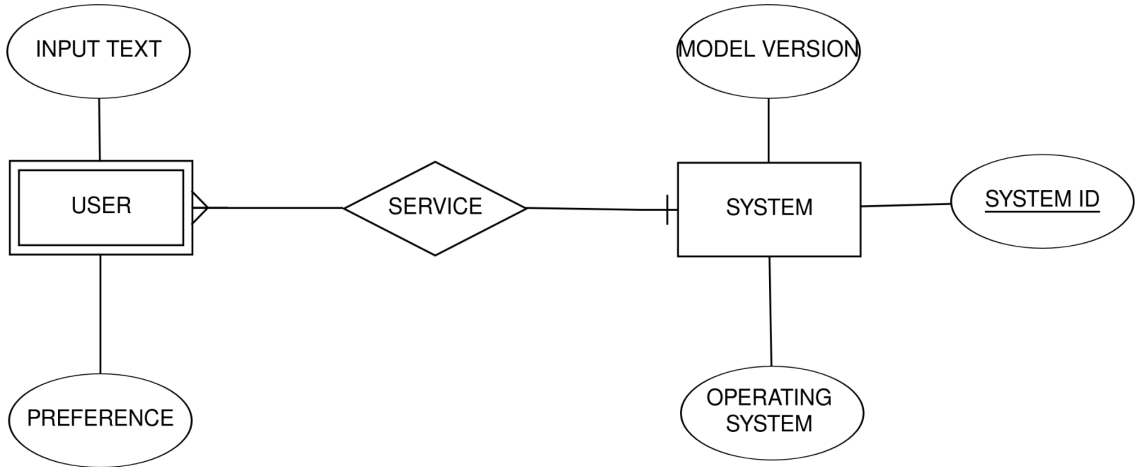 INPUT TEXT
MODEL VERSION
USER
SERVICE
SYSTEM
SYSTEM ID
PREFERENCE
OPERATING
SYSTEM